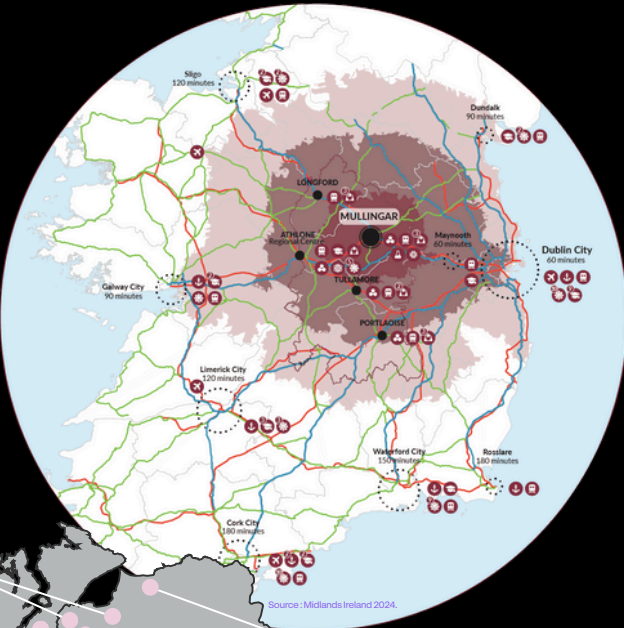 Sligo
120 minutes
Dundalk
90 minutes
LONGFORD
MULLINGAR
ATHLONE
Regional Centre
Maynooth
60 minutes
Dublin City
60 minutes
TULLAMORE
Galway City
90 minutes
PORTLAOISE
Limerick City
120 minutes
Waterford City
150 minutes
Rosslare
180 minutes
Cork City
180 minutes
Source : Midlands Ireland 2024.